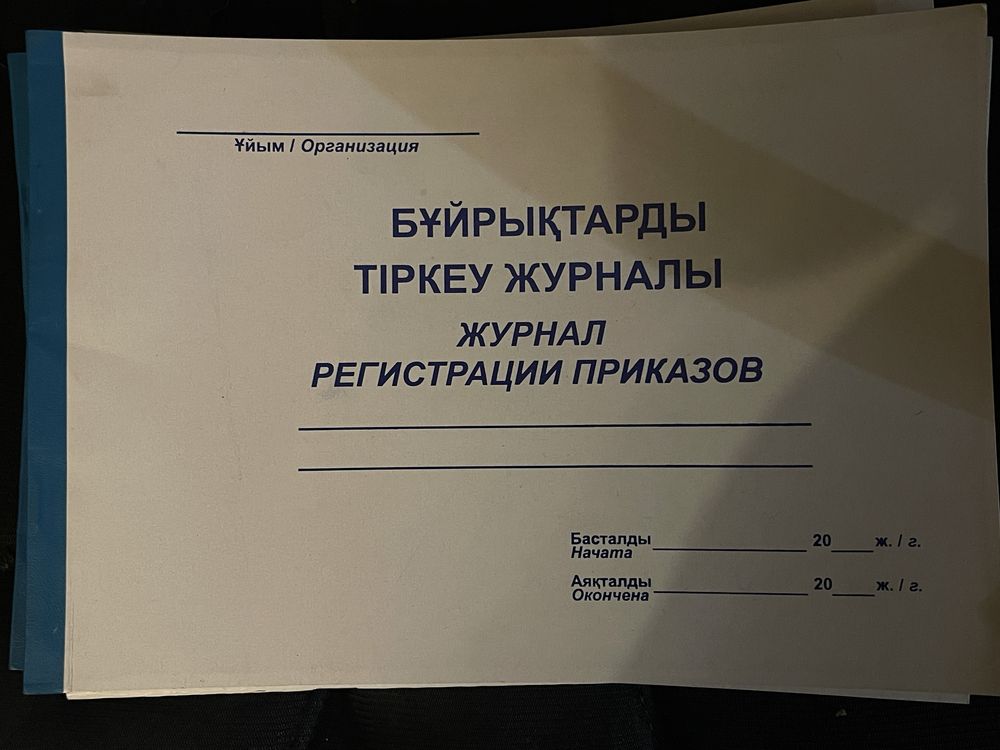 Ұйым / Организация
БҰЙРЫҚТАРДЫ
ТІРКЕУ ЖУРНАЛЫ
ЖУРНАЛ
РЕГИСТРАЦИИ ПРИКАЗОВ
Басталды 20 ж. / г.
Начата
Аяқталды 20 ж. / г.
Окончена